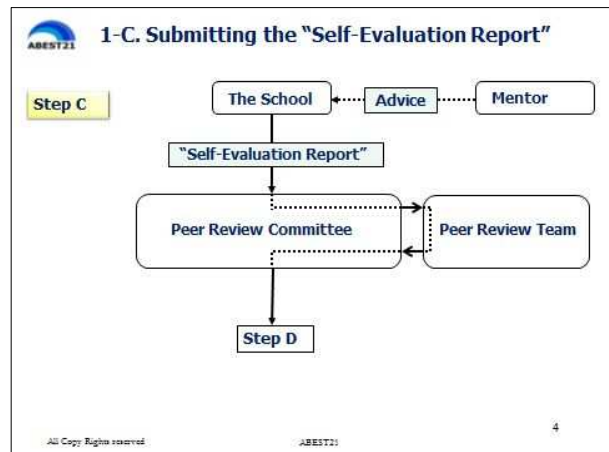 ABEST21
1-C. Submitting the “Self-Evaluation Report”
Step C
The School
Advice
Mentor
“Self-Evaluation Report”
Peer Review Committee
Peer Review Team
Step D
4
All Copy Rights reserved
ABEST21